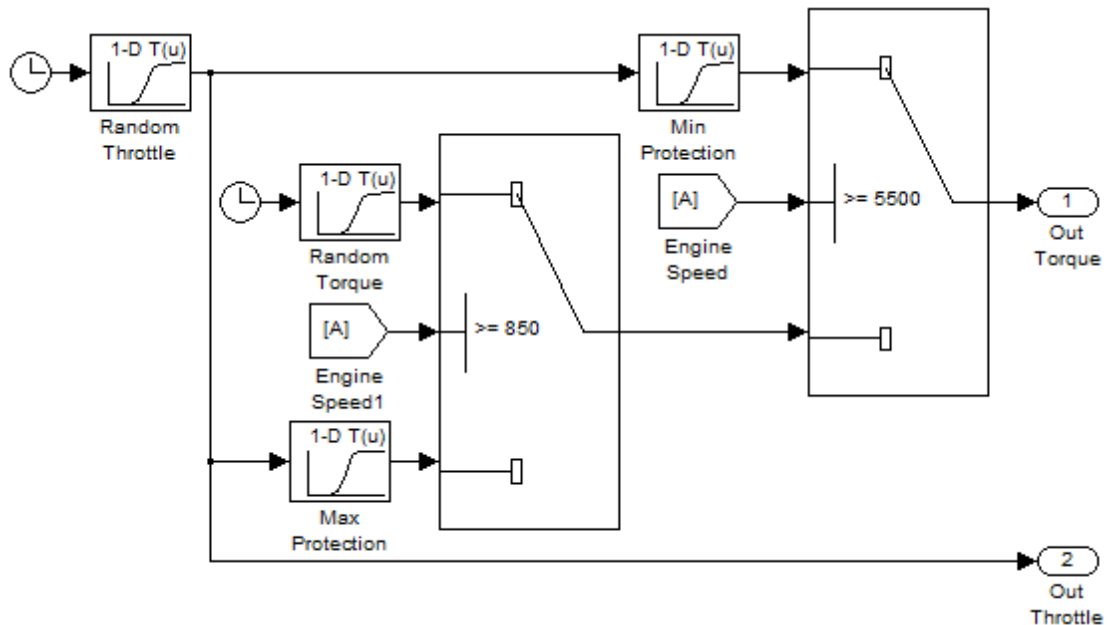 1-D T(u)
Random
Throttle
1-D T(u)
Min
Protection
1-D T(u)
Random
Torque
[A]
Engine
Speed
>= 5500
1
Out
Torque
[A]
Engine
Speed1
>= 850
1-D T(u)
Max
Protection
2
Out
Throttle